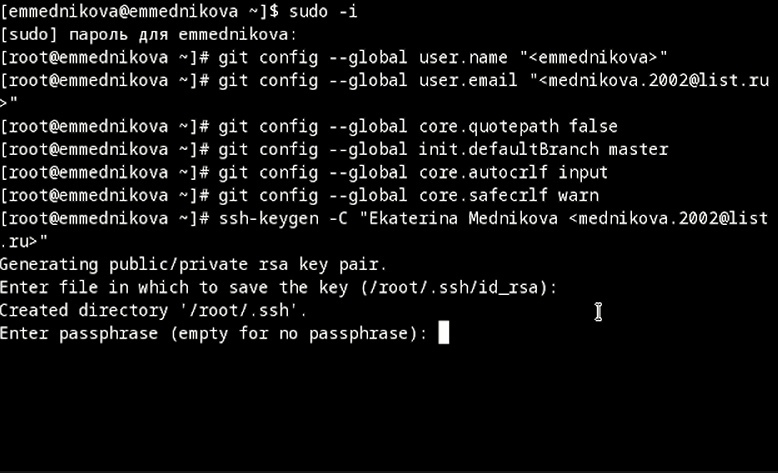 [emmednikova@emmednikova ~]$ sudo -i
[sudo] пароль для emmednikova:
[root@emmednikova ~]# git config --global user.name "<emmednikova>"
[root@emmednikova ~]# git config --global user.email "<mednikova.2002@list.ru
>"
[root@emmednikova ~]# git config --global core.quotepath false
[root@emmednikova ~]# git config --global init.defaultBranch master
[root@emmednikova ~]# git config --global core.autocrlf input
[root@emmednikova ~]# git config --global core.safecrlf warn
[root@emmednikova ~]# ssh-keygen -C "Ekaterina Mednikova <mednikova.2002@list
.ru>"
Generating public/private rsa key pair.
Enter file in which to save the key (/root/.ssh/id_rsa):
Created directory '/root/.ssh'.
Enter passphrase (empty for no passphrase):